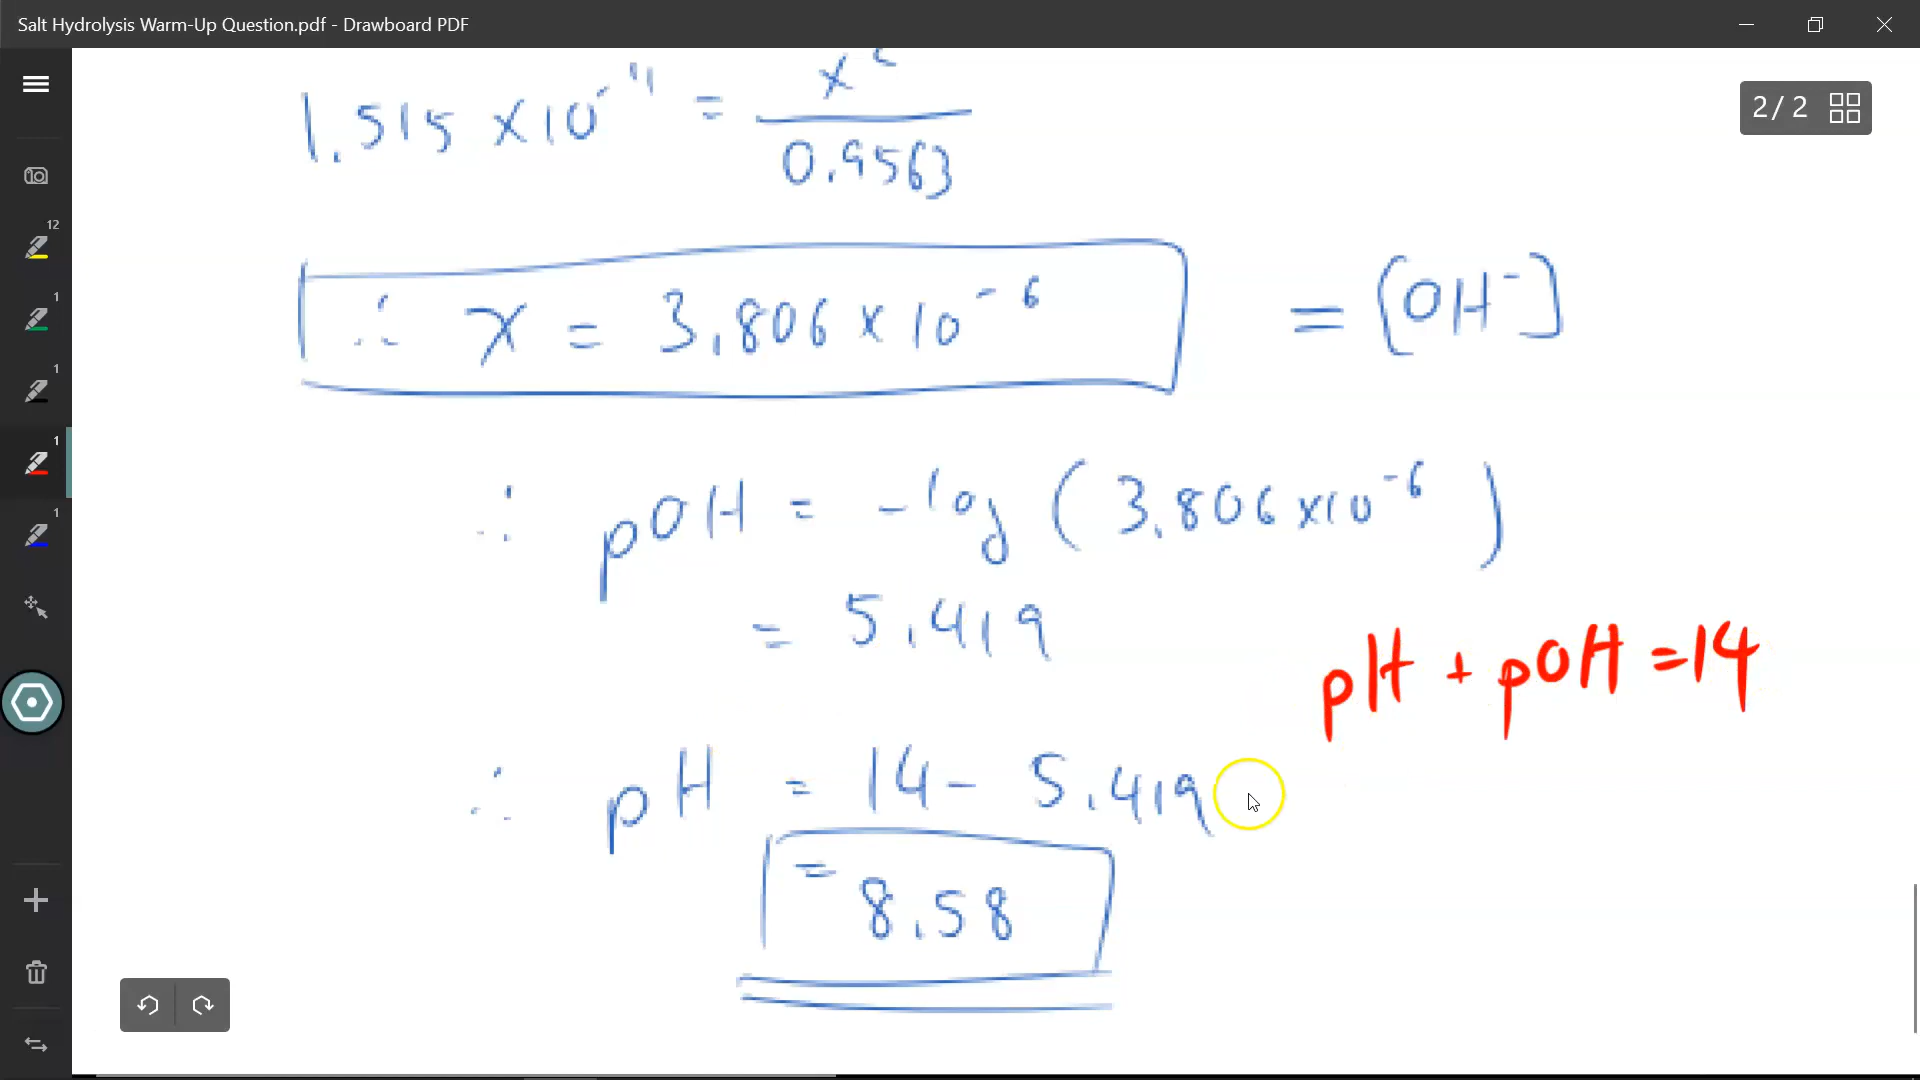 Salt Hydrolysis Warm-Up Question.pdf - Drawboard PDF
2 / 2
12
1
1
1
1
1.515 ×10⁻¹¹ = x² / 0.9563
∴ x = 3.806 × 10⁻⁶ = [OH⁻]
∴ pOH = -log (3.806 ×10⁻⁶)
= 5.419
pH + pOH = 14
∴ pH = 14 - 5.419
= 8.58